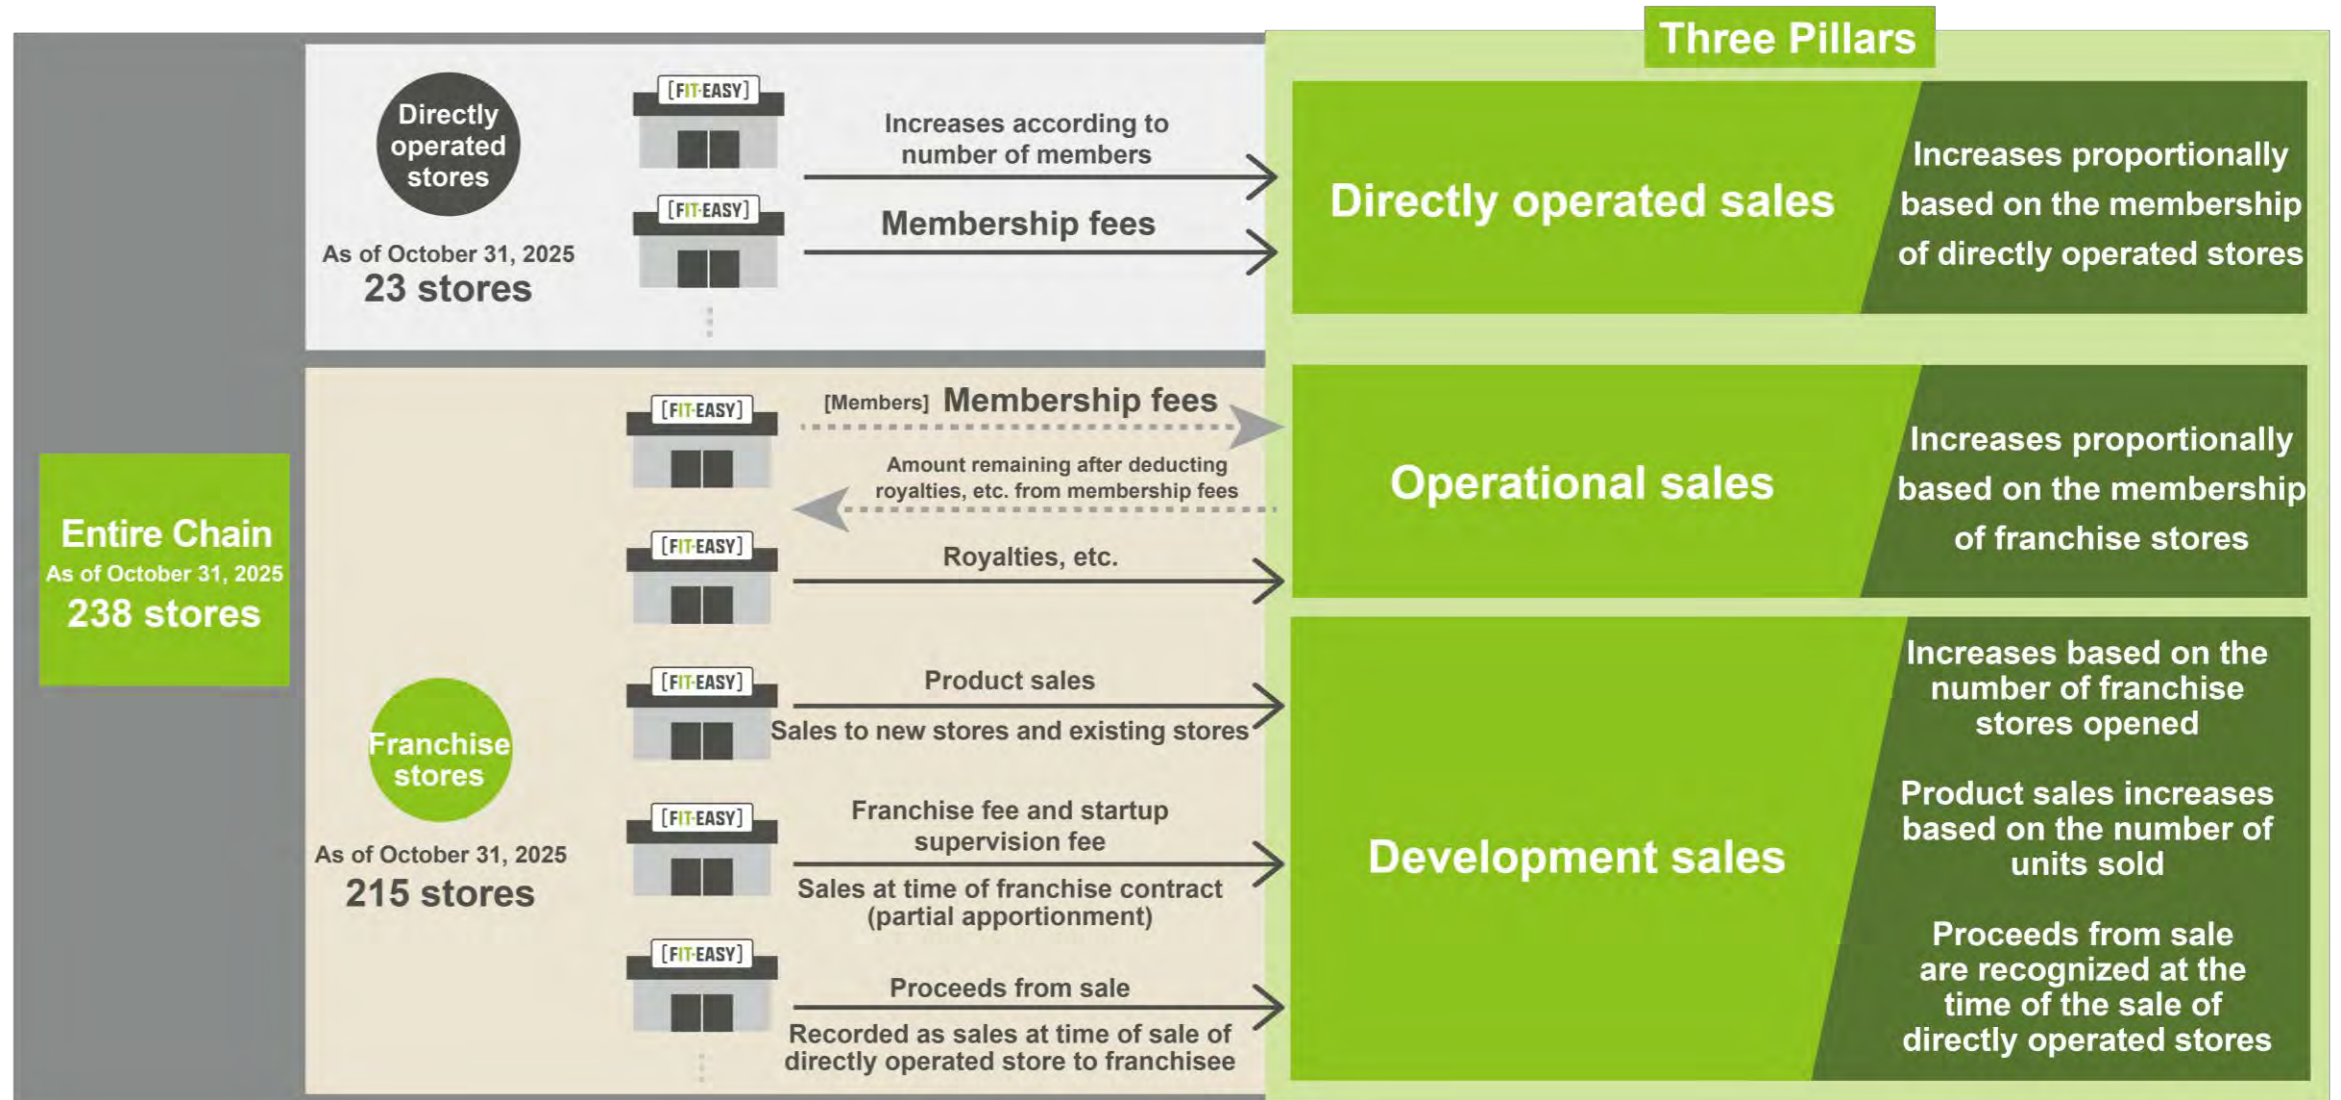 Three Pillars
Entire Chain
As of October 31, 2025
238 stores
Directly
operated
stores
As of October 31, 2025
23 stores
[FIT-EASY]
[FIT-EASY]
Increases according to
number of members
Membership fees
Directly operated sales
Increases proportionally
based on the membership
of directly operated stores
Franchise
stores
As of October 31, 2025
215 stores
[FIT-EASY]
[Members] Membership fees
Amount remaining after deducting
royalties, etc. from membership fees
[FIT-EASY]
Royalties, etc.
Operational sales
Increases proportionally
based on the membership
of franchise stores
[FIT-EASY]
Product sales
Sales to new stores and existing stores
[FIT-EASY]
Franchise fee and startup
supervision fee
Sales at time of franchise contract
(partial apportionment)
[FIT-EASY]
Proceeds from sale
Recorded as sales at time of sale of
directly operated store to franchisee
Development sales
Increases based on the
number of franchise
stores opened
Product sales increases
based on the number of
units sold
Proceeds from sale
are recognized at the
time of the sale of
directly operated stores